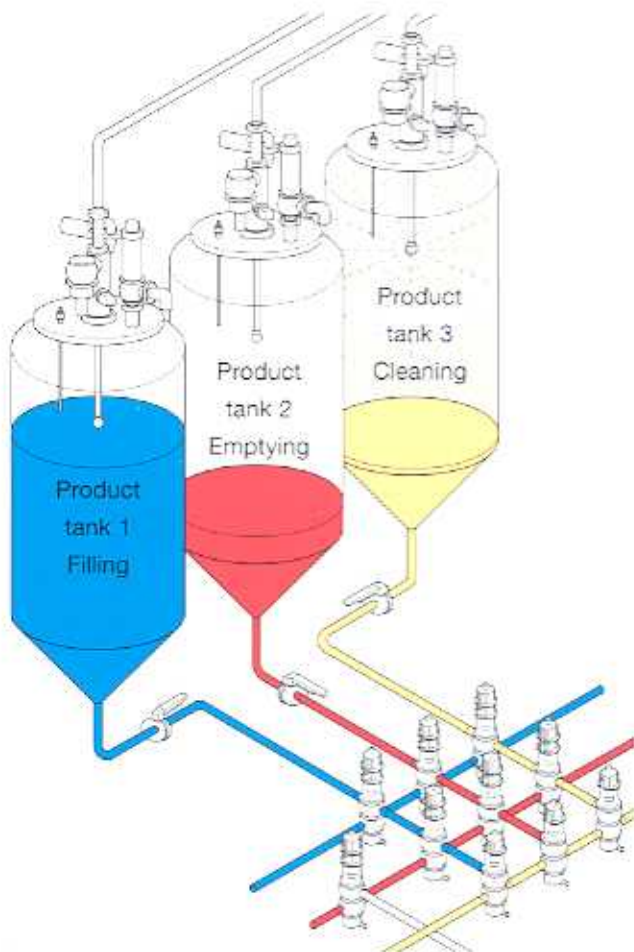 Product
tank 1
Filling
Product
tank 2
Emptying
Product
tank 3
Cleaning